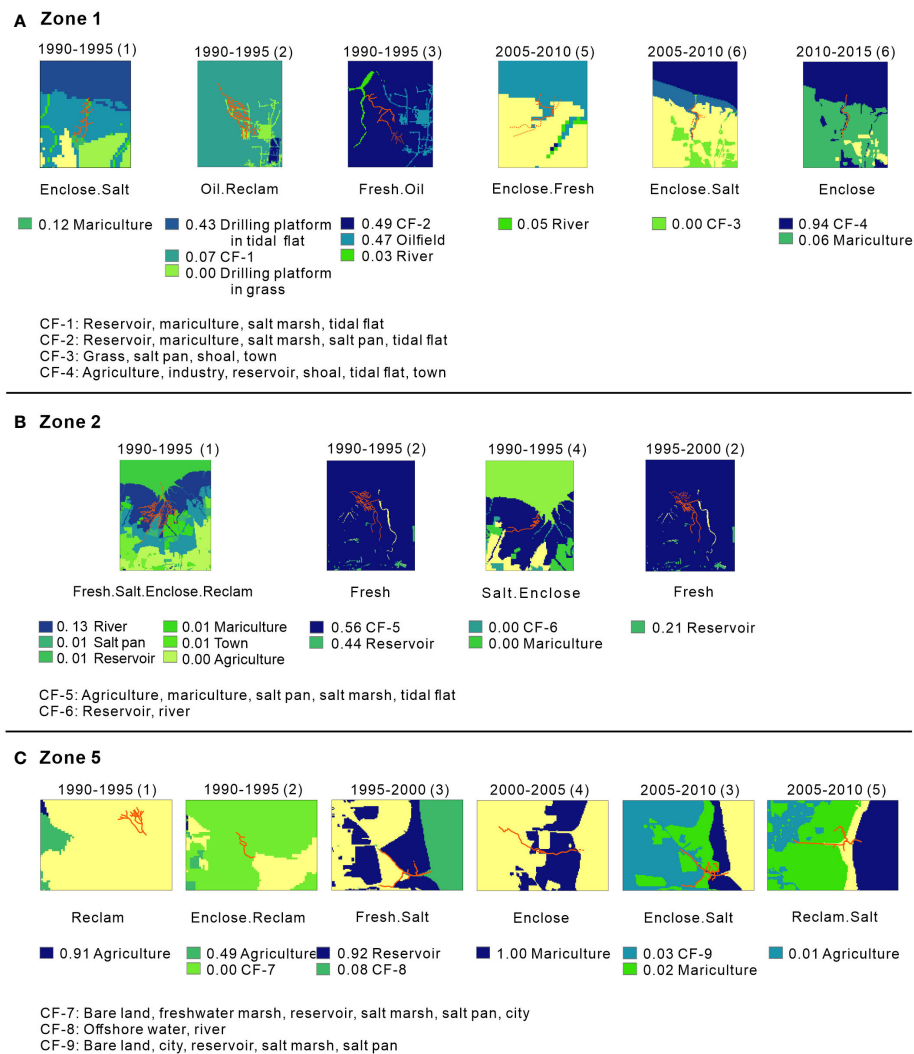 A Zone 1
1990-1995 (1) 1990-1995 (2) 1990-1995 (3) 2005-2010 (5) 2005-2010 (6) 2010-2015 (6)
Enclose.Salt Oil.Reclam Fresh.Oil Enclose.Fresh Enclose.Salt Enclose
0.12 Mariculture 0.43 Drilling platform 0.49 CF-2 0.05 River 0.00 CF-3 0.94 CF-4
in tidal flat 0.47 Oilfield 0.06 Mariculture
0.07 CF-1 0.03 River
0.00 Drilling platform
in grass
CF-1: Reservoir, mariculture, salt marsh, tidal flat
CF-2: Reservoir, mariculture, salt marsh, salt pan, tidal flat
CF-3: Grass, salt pan, shoal, town
CF-4: Agriculture, industry, reservoir, shoal, tidal flat, town
B Zone 2
1990-1995 (1) 1990-1995 (2) 1990-1995 (4) 1995-2000 (2)
Fresh.Salt.Enclose.Reclam Fresh Salt.Enclose Fresh
0.13 River 0.01 Mariculture 0.56 CF-5 0.00 CF-6 0.21 Reservoir
0.01 Salt pan 0.01 Town 0.44 Reservoir 0.00 Mariculture
0.01 Reservoir 0.00 Agriculture
CF-5: Agriculture, mariculture, salt pan, salt marsh, tidal flat
CF-6: Reservoir, river
C Zone 5
1990-1995 (1) 1990-1995 (2) 1995-2000 (3) 2000-2005 (4) 2005-2010 (3) 2005-2010 (5)
Reclam Enclose.Reclam Fresh.Salt Enclose Enclose.Salt Reclam.Salt
0.91 Agriculture 0.49 Agriculture 0.92 Reservoir 1.00 Mariculture 0.03 CF-9 0.01 Agriculture
0.00 CF-7 0.08 CF-8 0.02 Mariculture
CF-7: Bare land, freshwater marsh, reservoir, salt marsh, salt pan, city
CF-8: Offshore water, river
CF-9: Bare land, city, reservoir, salt marsh, salt pan